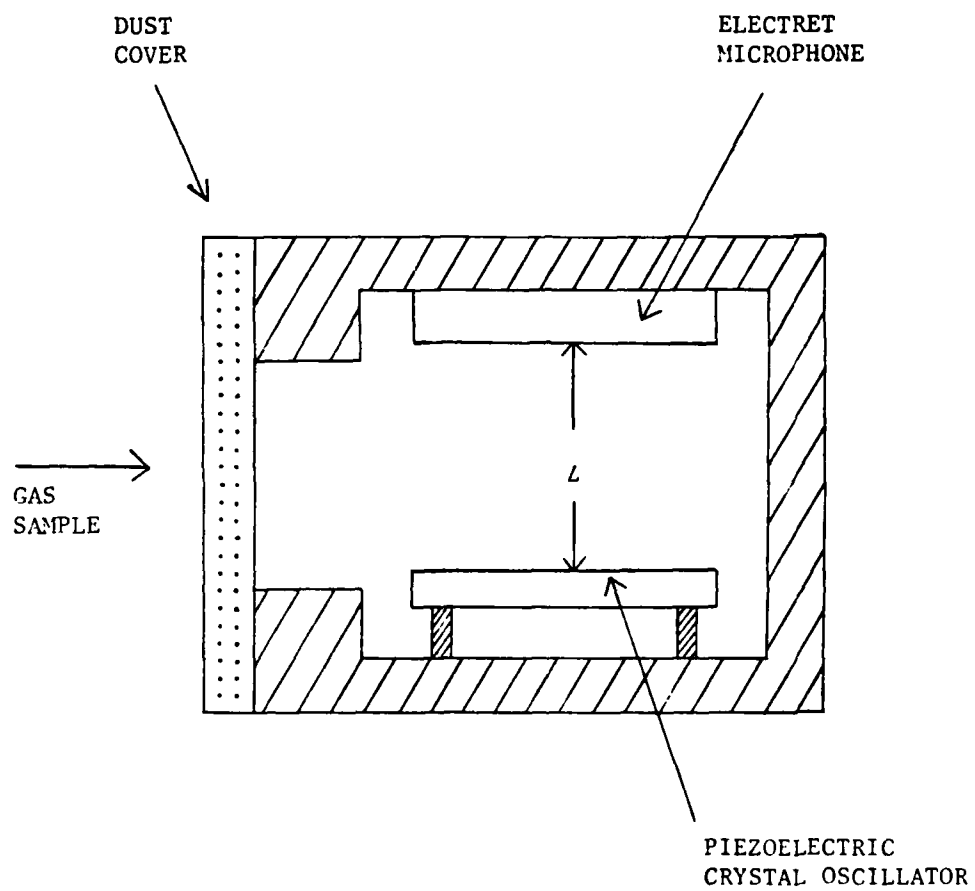 DUST
COVER
ELECTRET
MICROPHONE
L
GAS
SAMPLE
PIEZOELECTRIC
CRYSTAL OSCILLATOR